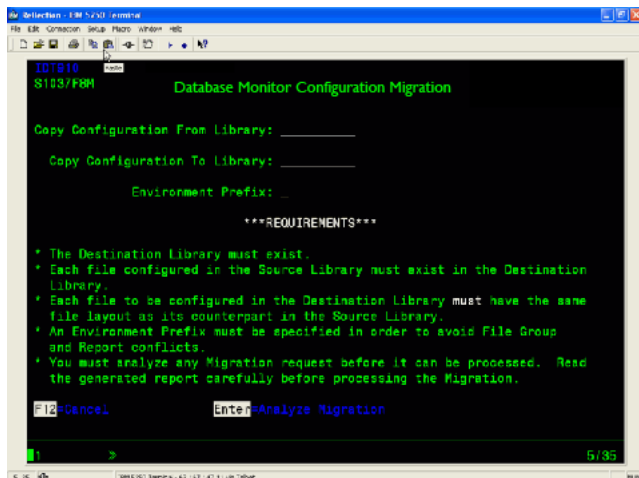 Reflection - IBM 5250 Terminal
File Edit Connection Setup Macro Window Help
S1037F8M
Database Monitor Configuration Migration
Copy Configuration From Library:
Copy Configuration To Library:
Environment Prefix:
***REQUIREMENTS***
* The Destination Library must exist.
* Each file configured in the Source Library must exist in the Destination
Library.
* Each file to be configured in the Destination Library must have the same
file layout as its counterpart in the Source Library.
* An Environment Prefix must be specified in order to avoid File Group
and Report conflicts.
* You must analyze any Migration request before it can be processed. Read
the generated report carefully before processing the Migration.
F12=Cancel Enter=Analyze Migration
1 5/35